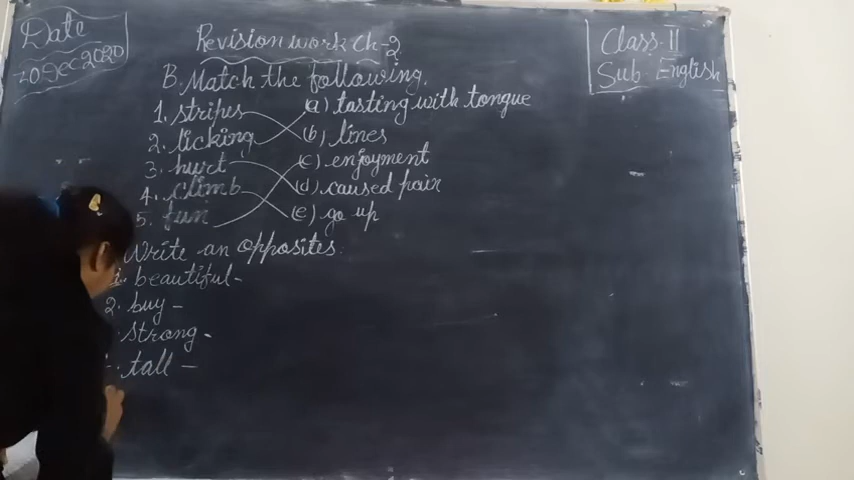 Date
20 Dec 2020
Revision work Ch-2
Class-II
Sub. English
B. Match the following.
1. stripes (a) tasting with tongue
2. licking (b) lines
3. hurt (c) enjoyment
4. climb (d) caused pain
5. fun (e) go up
Write an opposites.
1. beautiful -
2. buy -
strong -
tall -